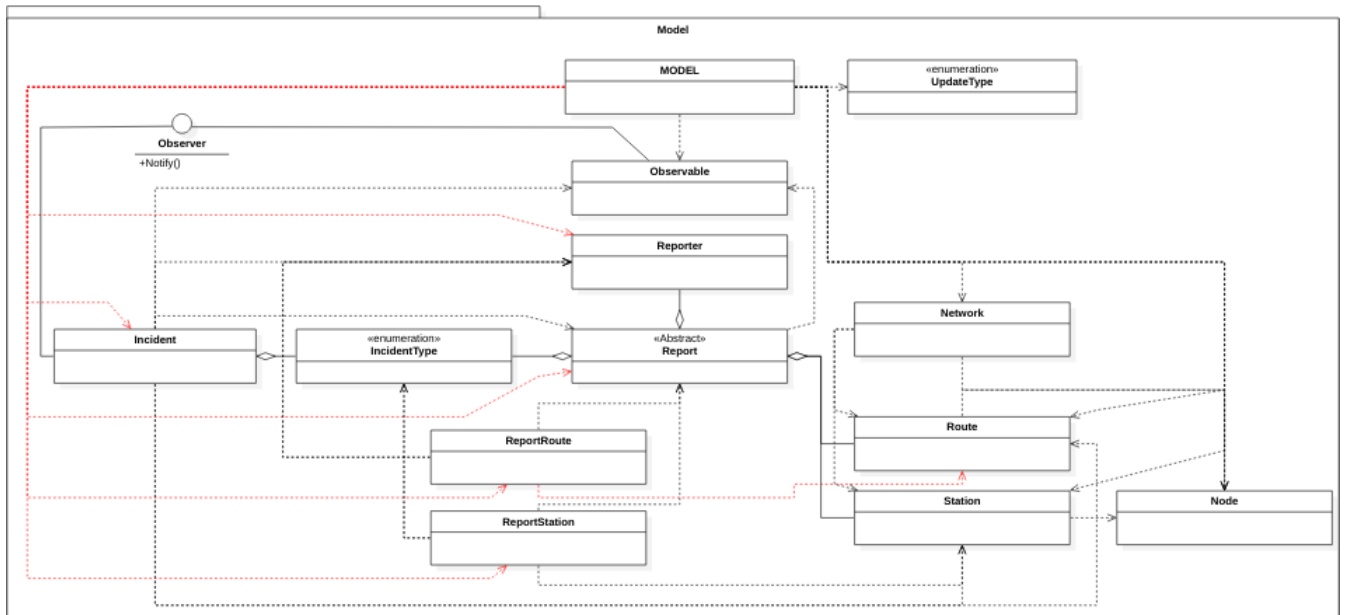 Model
MODEL
«enumeration»
UpdateType
Observer
+Notify()
Observable
Reporter
Network
Incident
«enumeration»
IncidentType
«Abstract»
Report
Route
ReportRoute
Station
Node
ReportStation